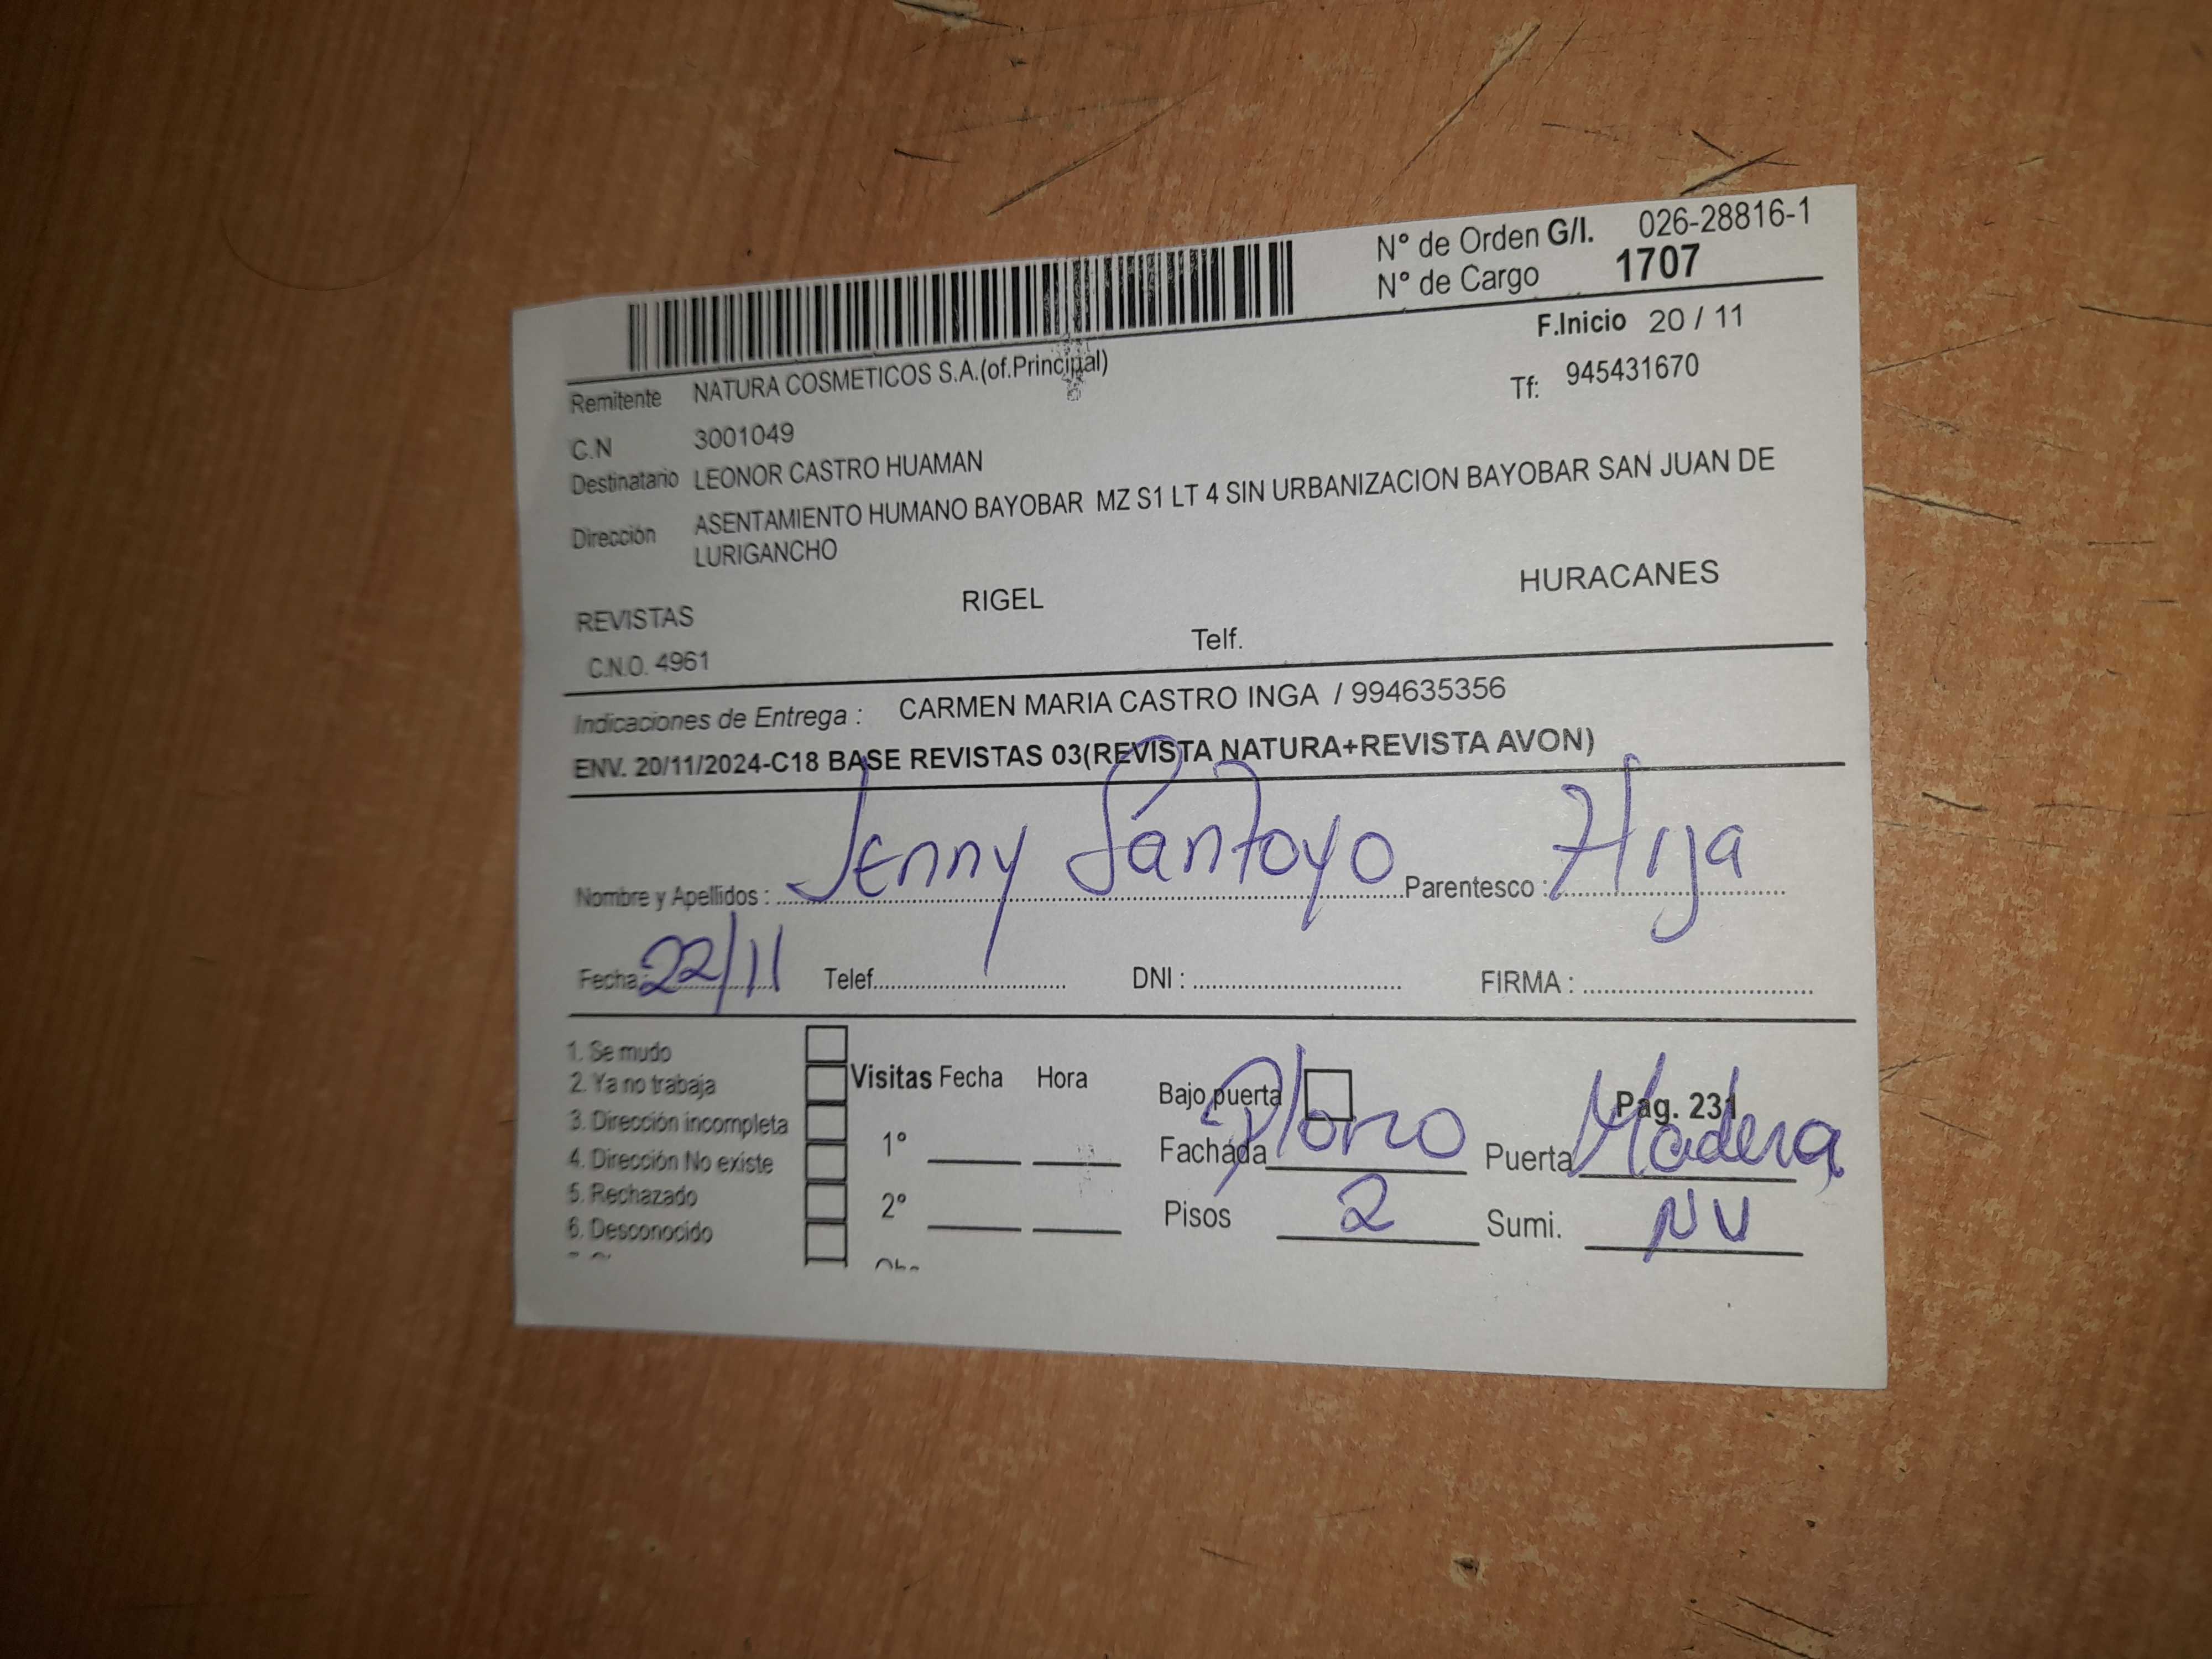 N° de Orden G/I. 026-28816-1
N° de Cargo 1707
F.Inicio 20 / 11
Remitente NATURA COSMETICOS S.A.(of.Principal)
Tf: 945431670
C.N 3001049
Destinatario LEONOR CASTRO HUAMAN
Dirección ASENTAMIENTO HUMANO BAYOBAR MZ S1 LT 4 SIN URBANIZACION BAYOBAR SAN JUAN DE
LURIGANCHO
REVISTAS RIGEL HURACANES
C.N.O. 4961 Telf.
Indicaciones de Entrega : CARMEN MARIA CASTRO INGA / 994635356
ENV. 20/11/2024-C18 BASE REVISTAS 03(REVISTA NATURA+REVISTA AVON)
Nombre y Apellidos : Jenny Santoyo Parentesco : Hija
Fecha: 22/11 Telef. DNI : FIRMA :
1. Se mudo
2. Ya no trabaja
3. Dirección incompleta
4. Dirección No existe
5. Rechazado
6. Desconocido
Visitas Fecha Hora
1°
2°
Bajo puerta Pag. 231
Fachada Plomo Puerta Madera
Pisos 2 Sumi. NV